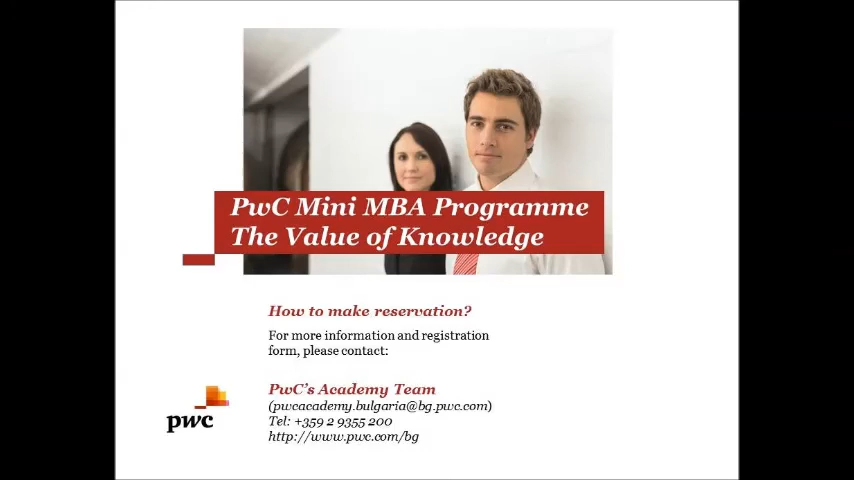 PwC Mini MBA Programme
The Value of Knowledge
How to make reservation?
For more information and registration
form, please contact:
PwC's Academy Team
(pwcacademy.bulgaria@bg.pwc.com)
Tel: +359 2 9355 200
http://www.pwc.com/bg
pwc